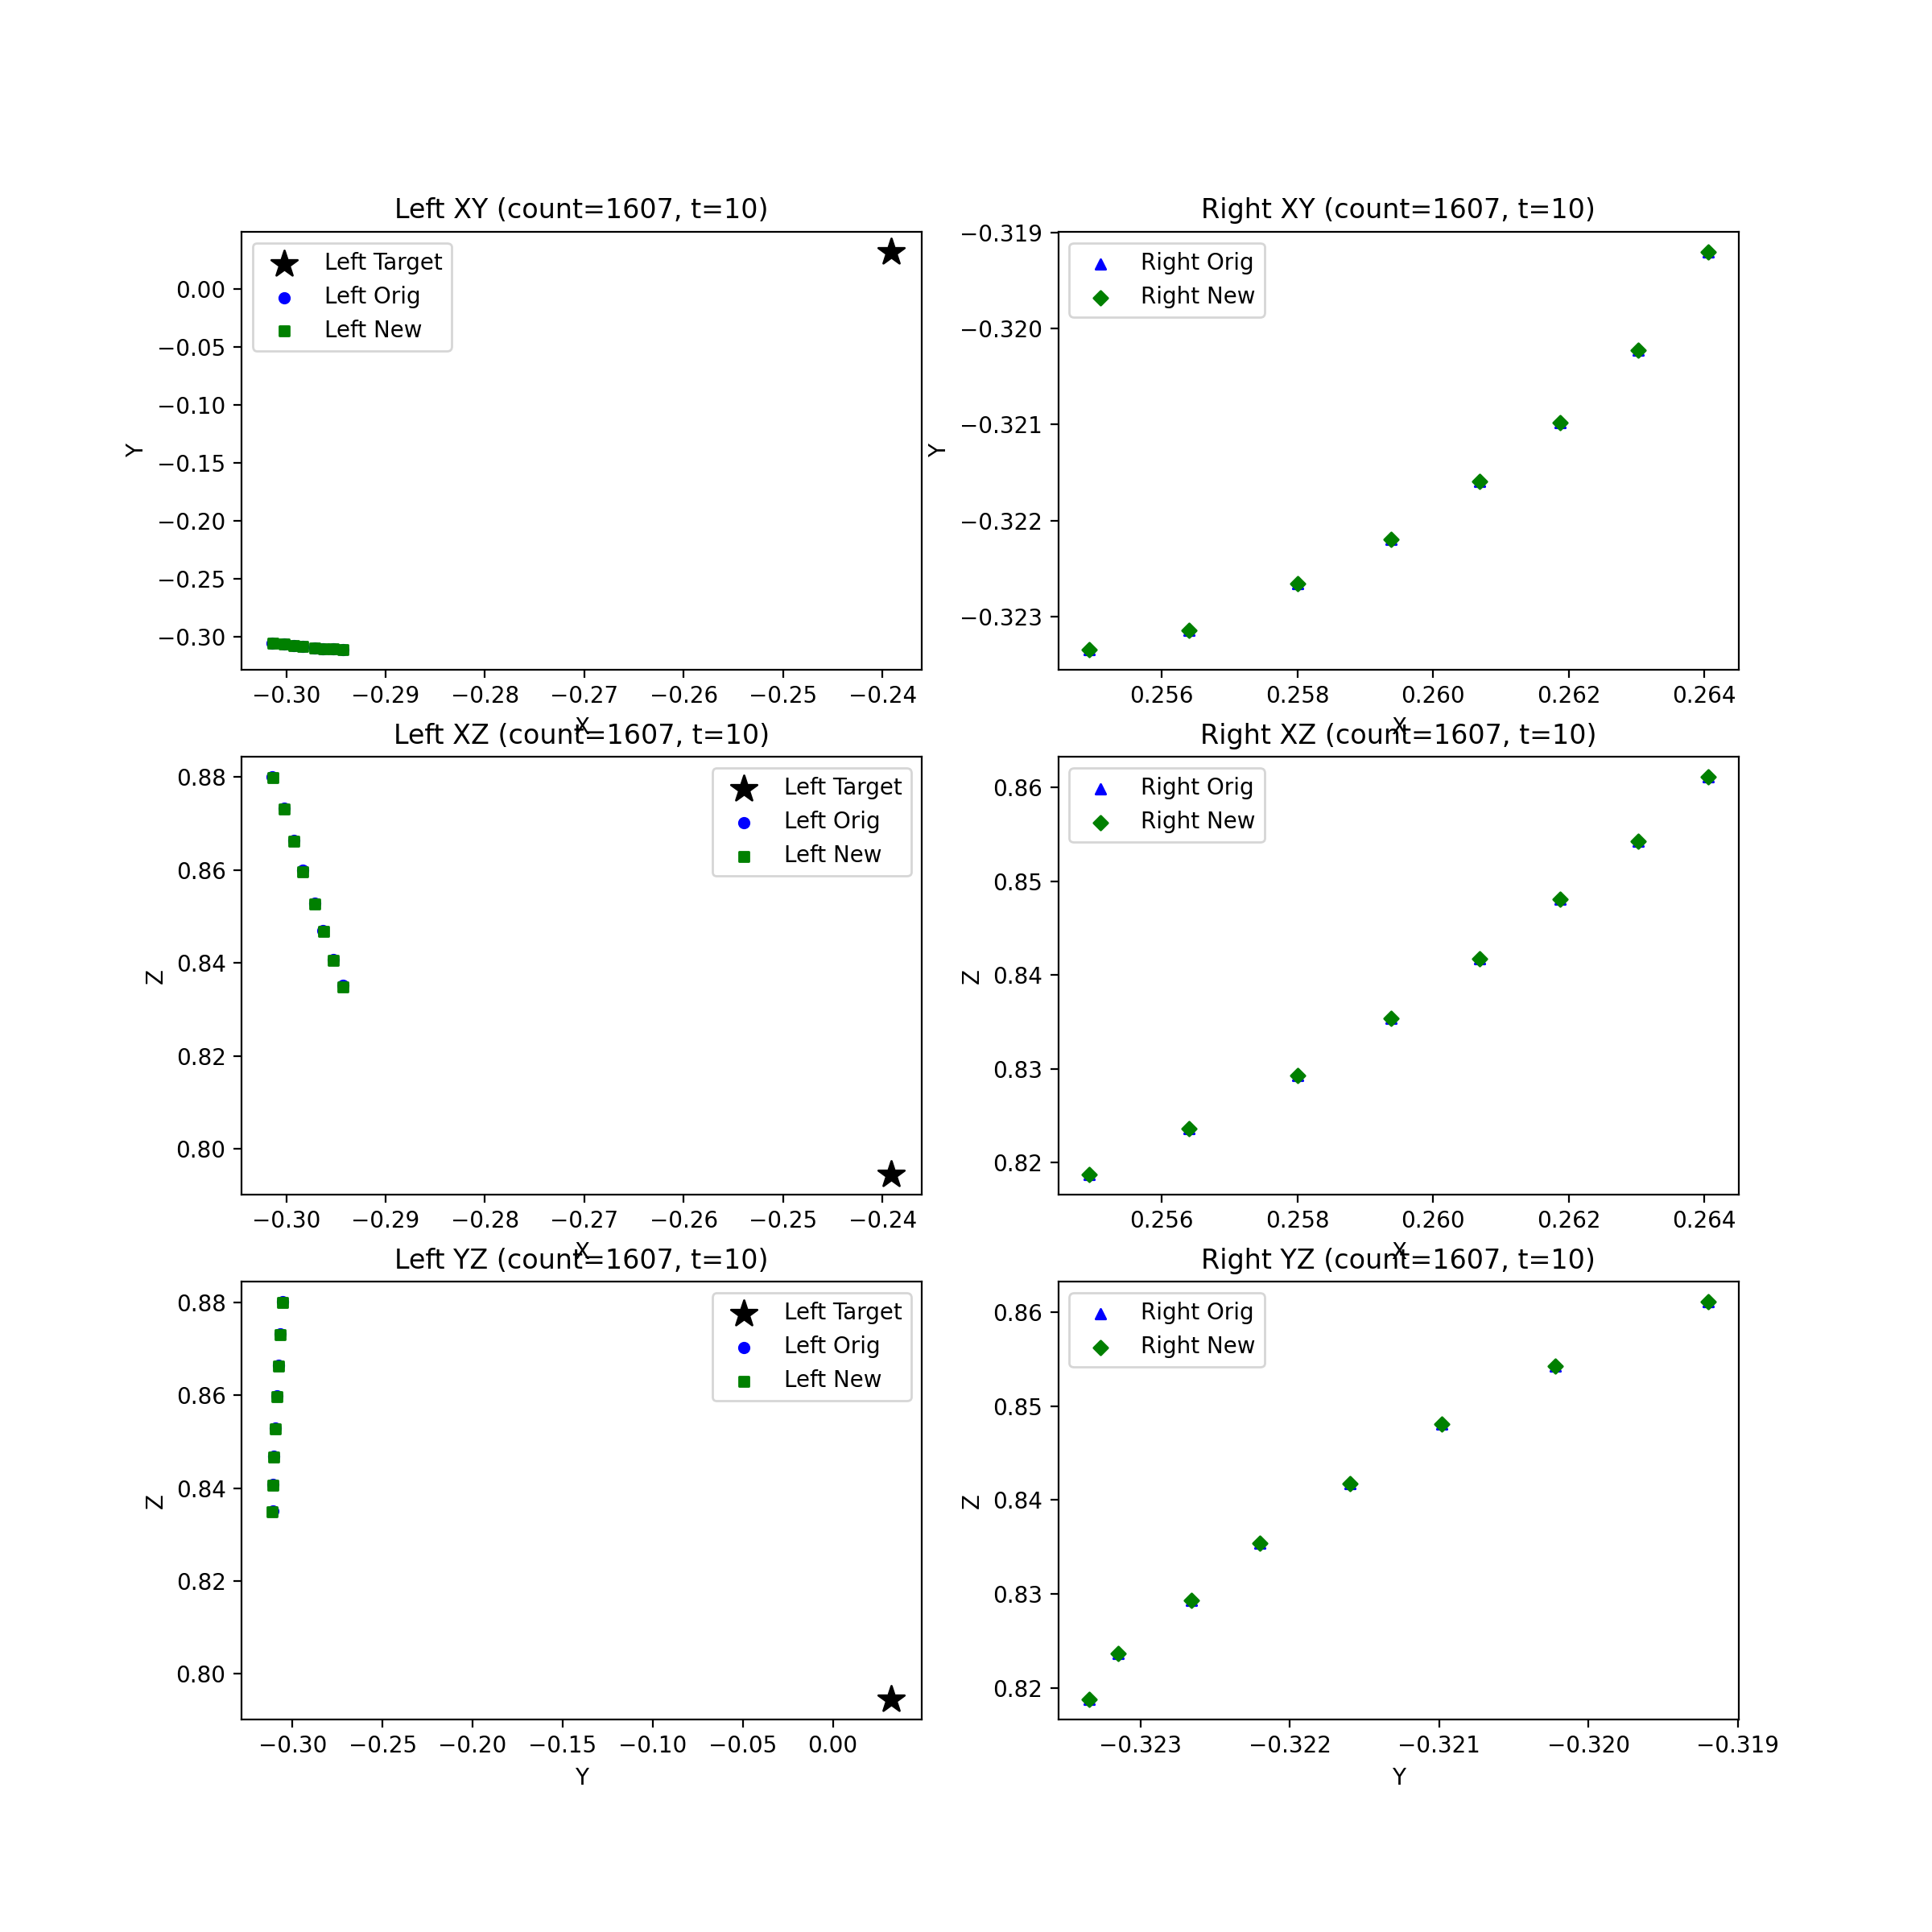 Left XY (count=1607, t=10)
Left Target
Left Orig
Left New
Y
0.00
−0.05
−0.10
−0.15
−0.20
−0.25
−0.30
−0.30 −0.29 −0.28 −0.27 −0.26 −0.25 −0.24
X
Right XY (count=1607, t=10)
Right Orig
Right New
Y
−0.319
−0.320
−0.321
−0.322
−0.323
0.256 0.258 0.260 0.262 0.264
X
Left XZ (count=1607, t=10)
Left Target
Left Orig
Left New
Z
0.88
0.86
0.84
0.82
0.80
−0.30 −0.29 −0.28 −0.27 −0.26 −0.25 −0.24
X
Right XZ (count=1607, t=10)
Right Orig
Right New
Z
0.86
0.85
0.84
0.83
0.82
0.256 0.258 0.260 0.262 0.264
X
Left YZ (count=1607, t=10)
Left Target
Left Orig
Left New
Z
0.88
0.86
0.84
0.82
0.80
−0.30 −0.25 −0.20 −0.15 −0.10 −0.05 0.00
Y
Right YZ (count=1607, t=10)
Right Orig
Right New
Z
0.86
0.85
0.84
0.83
0.82
−0.323 −0.322 −0.321 −0.320 −0.319
Y